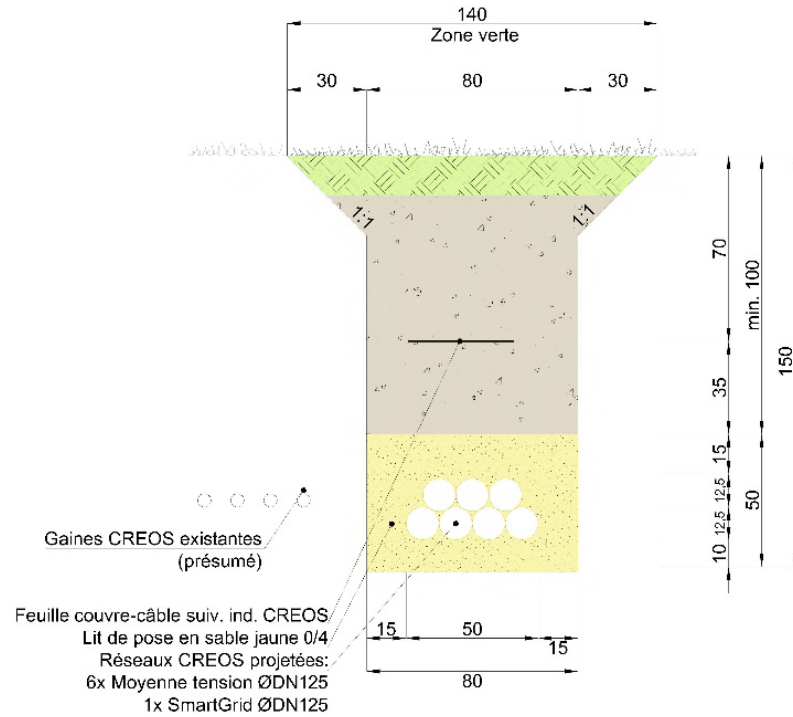 140
Zone verte
30
80
30
1:1
1:1
70
min. 100
150
35
15
12,5
12,5
10
50
Gaines CREOS existantes
(présumé)
Feuille couvre-câble suiv. ind. CREOS
Lit de pose en sable jaune 0/4
Réseaux CREOS projetées:
6x Moyenne tension ØDN125
1x SmartGrid ØDN125
15
50
15
80